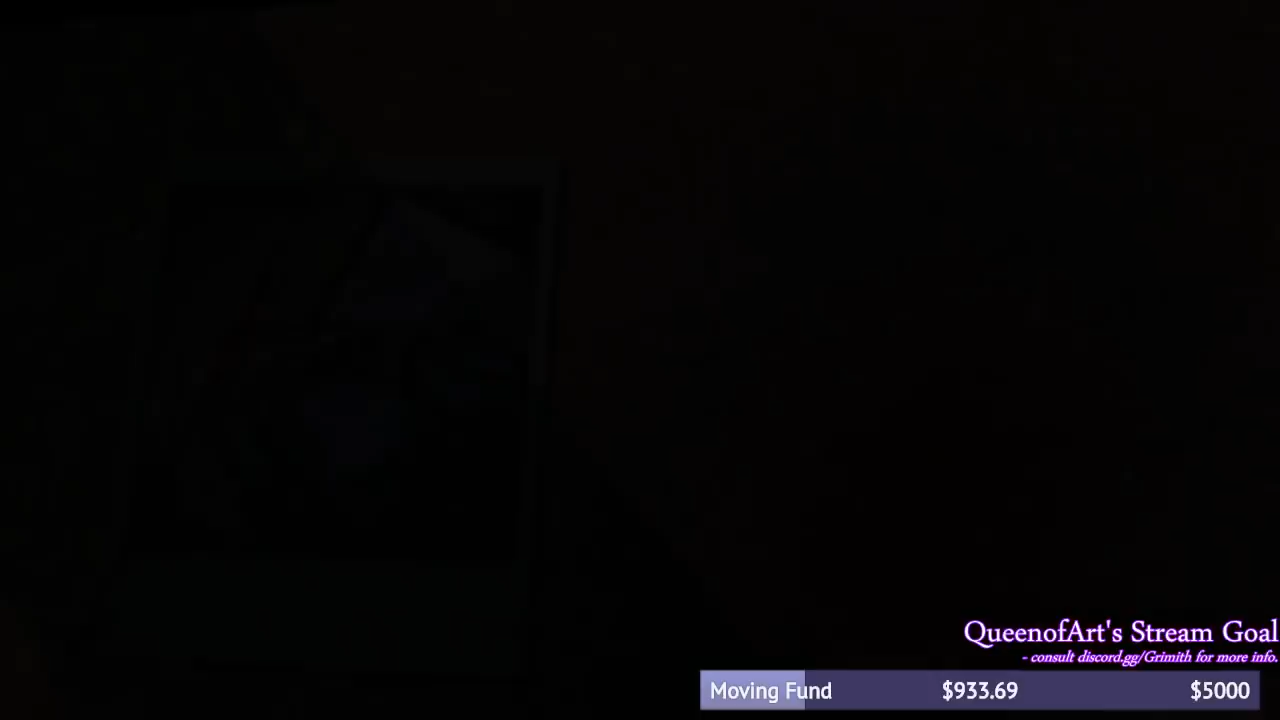 QueenofArt's Stream Goal
- consult discord.gg/Grimith for more info.
Moving Fund $933.69 $5000